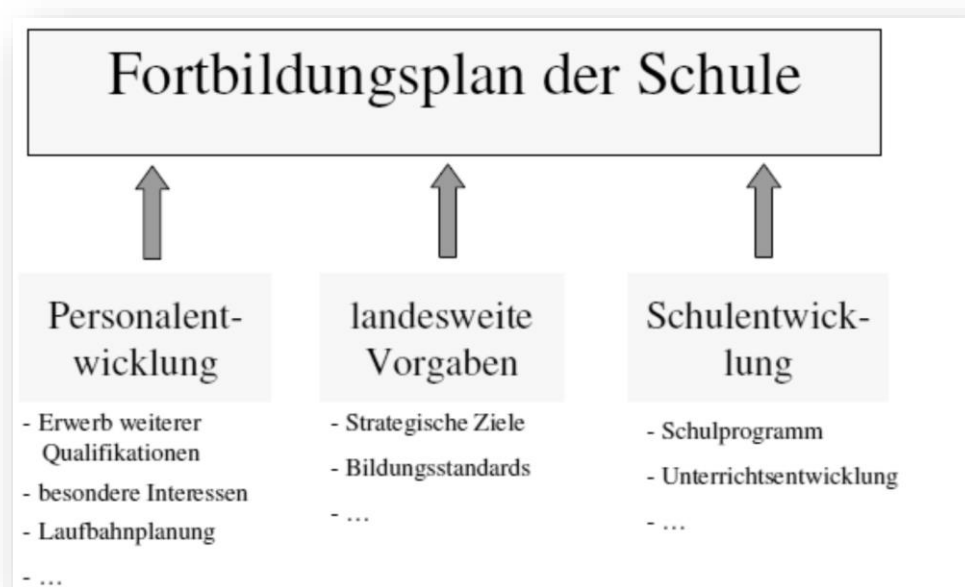 Fortbildungsplan der Schule
Personalent-
wicklung
- Erwerb weiterer
Qualifikationen
- besondere Interessen
- Laufbahnplanung
- ...
landesweite
Vorgaben
- Strategische Ziele
- Bildungsstandards
- ...
Schulentwick-
lung
- Schulprogramm
- Unterrichtsentwicklung
- ...